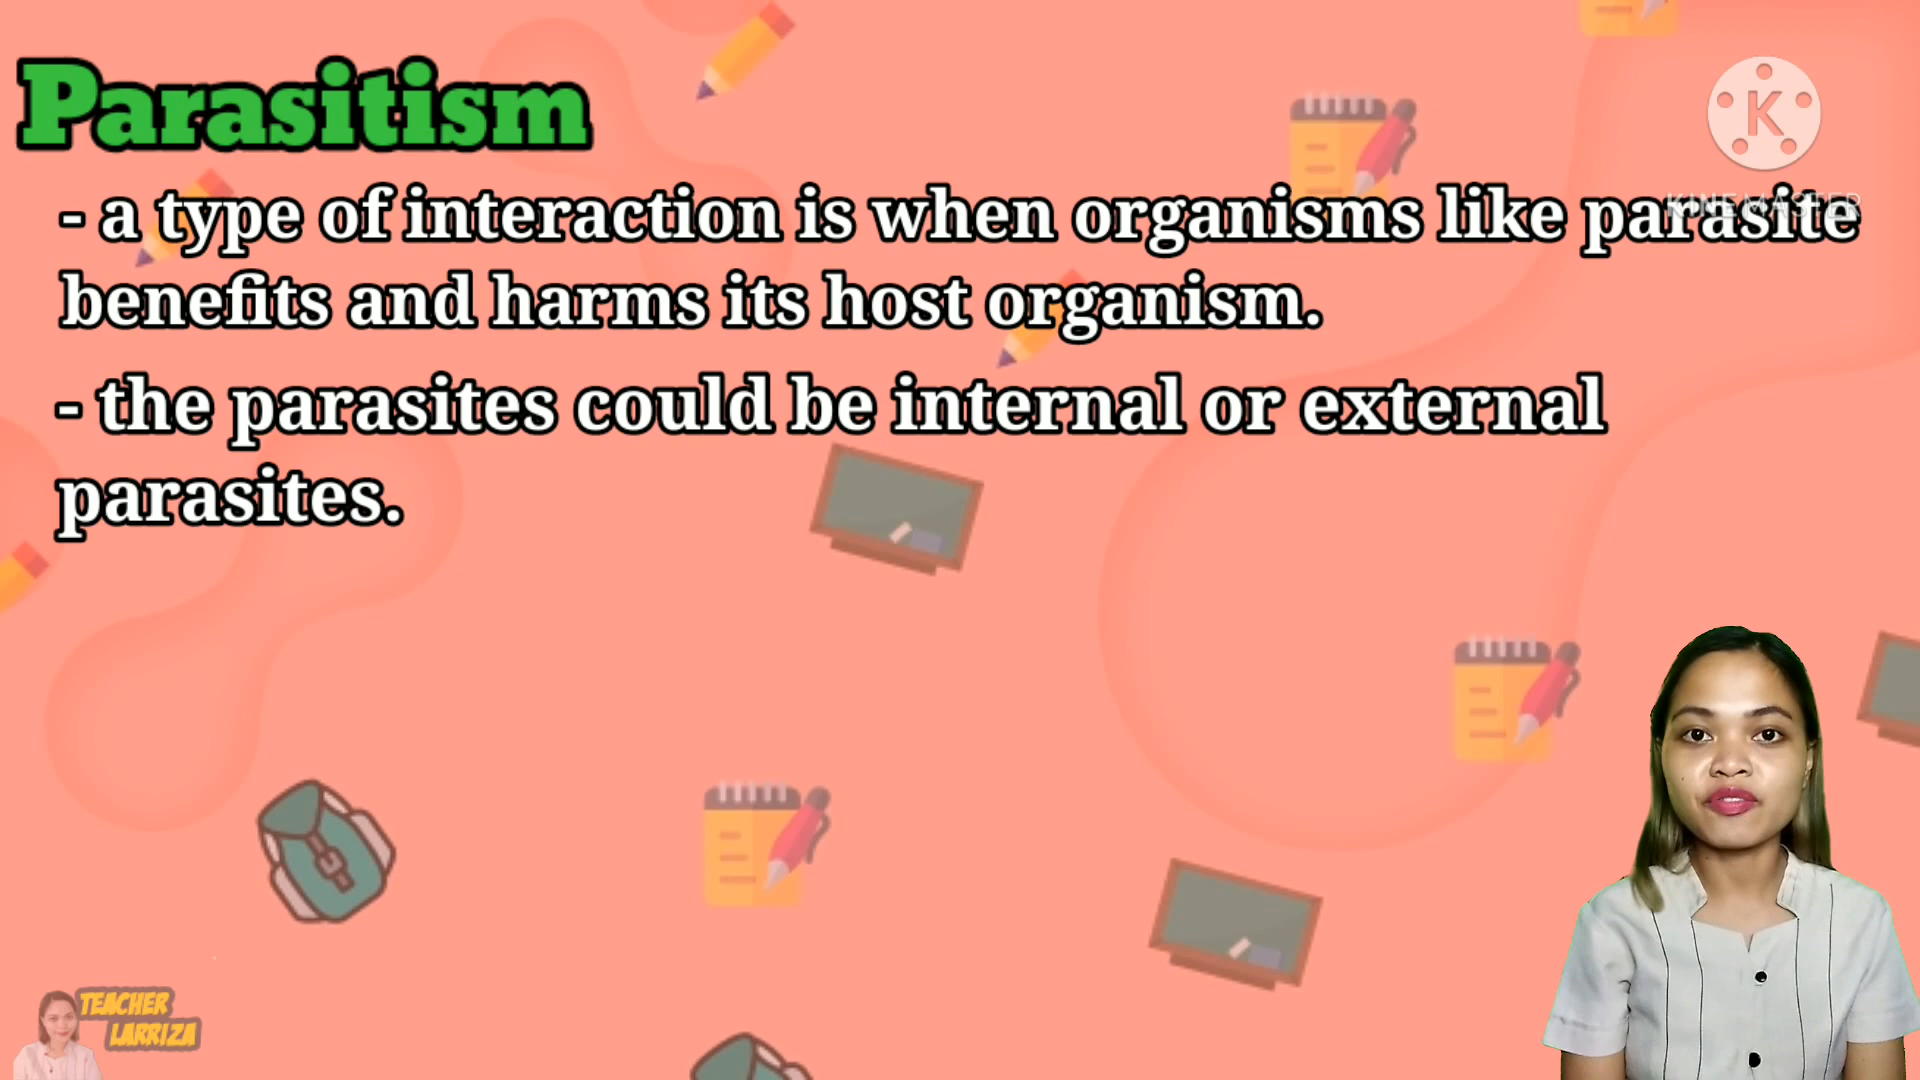 Parasitism
- a type of interaction is when organisms like parasite
benefits and harms its host organism.
- the parasites could be internal or external
parasites.
K
KINEMASTER
TEACHER
LARRIZA